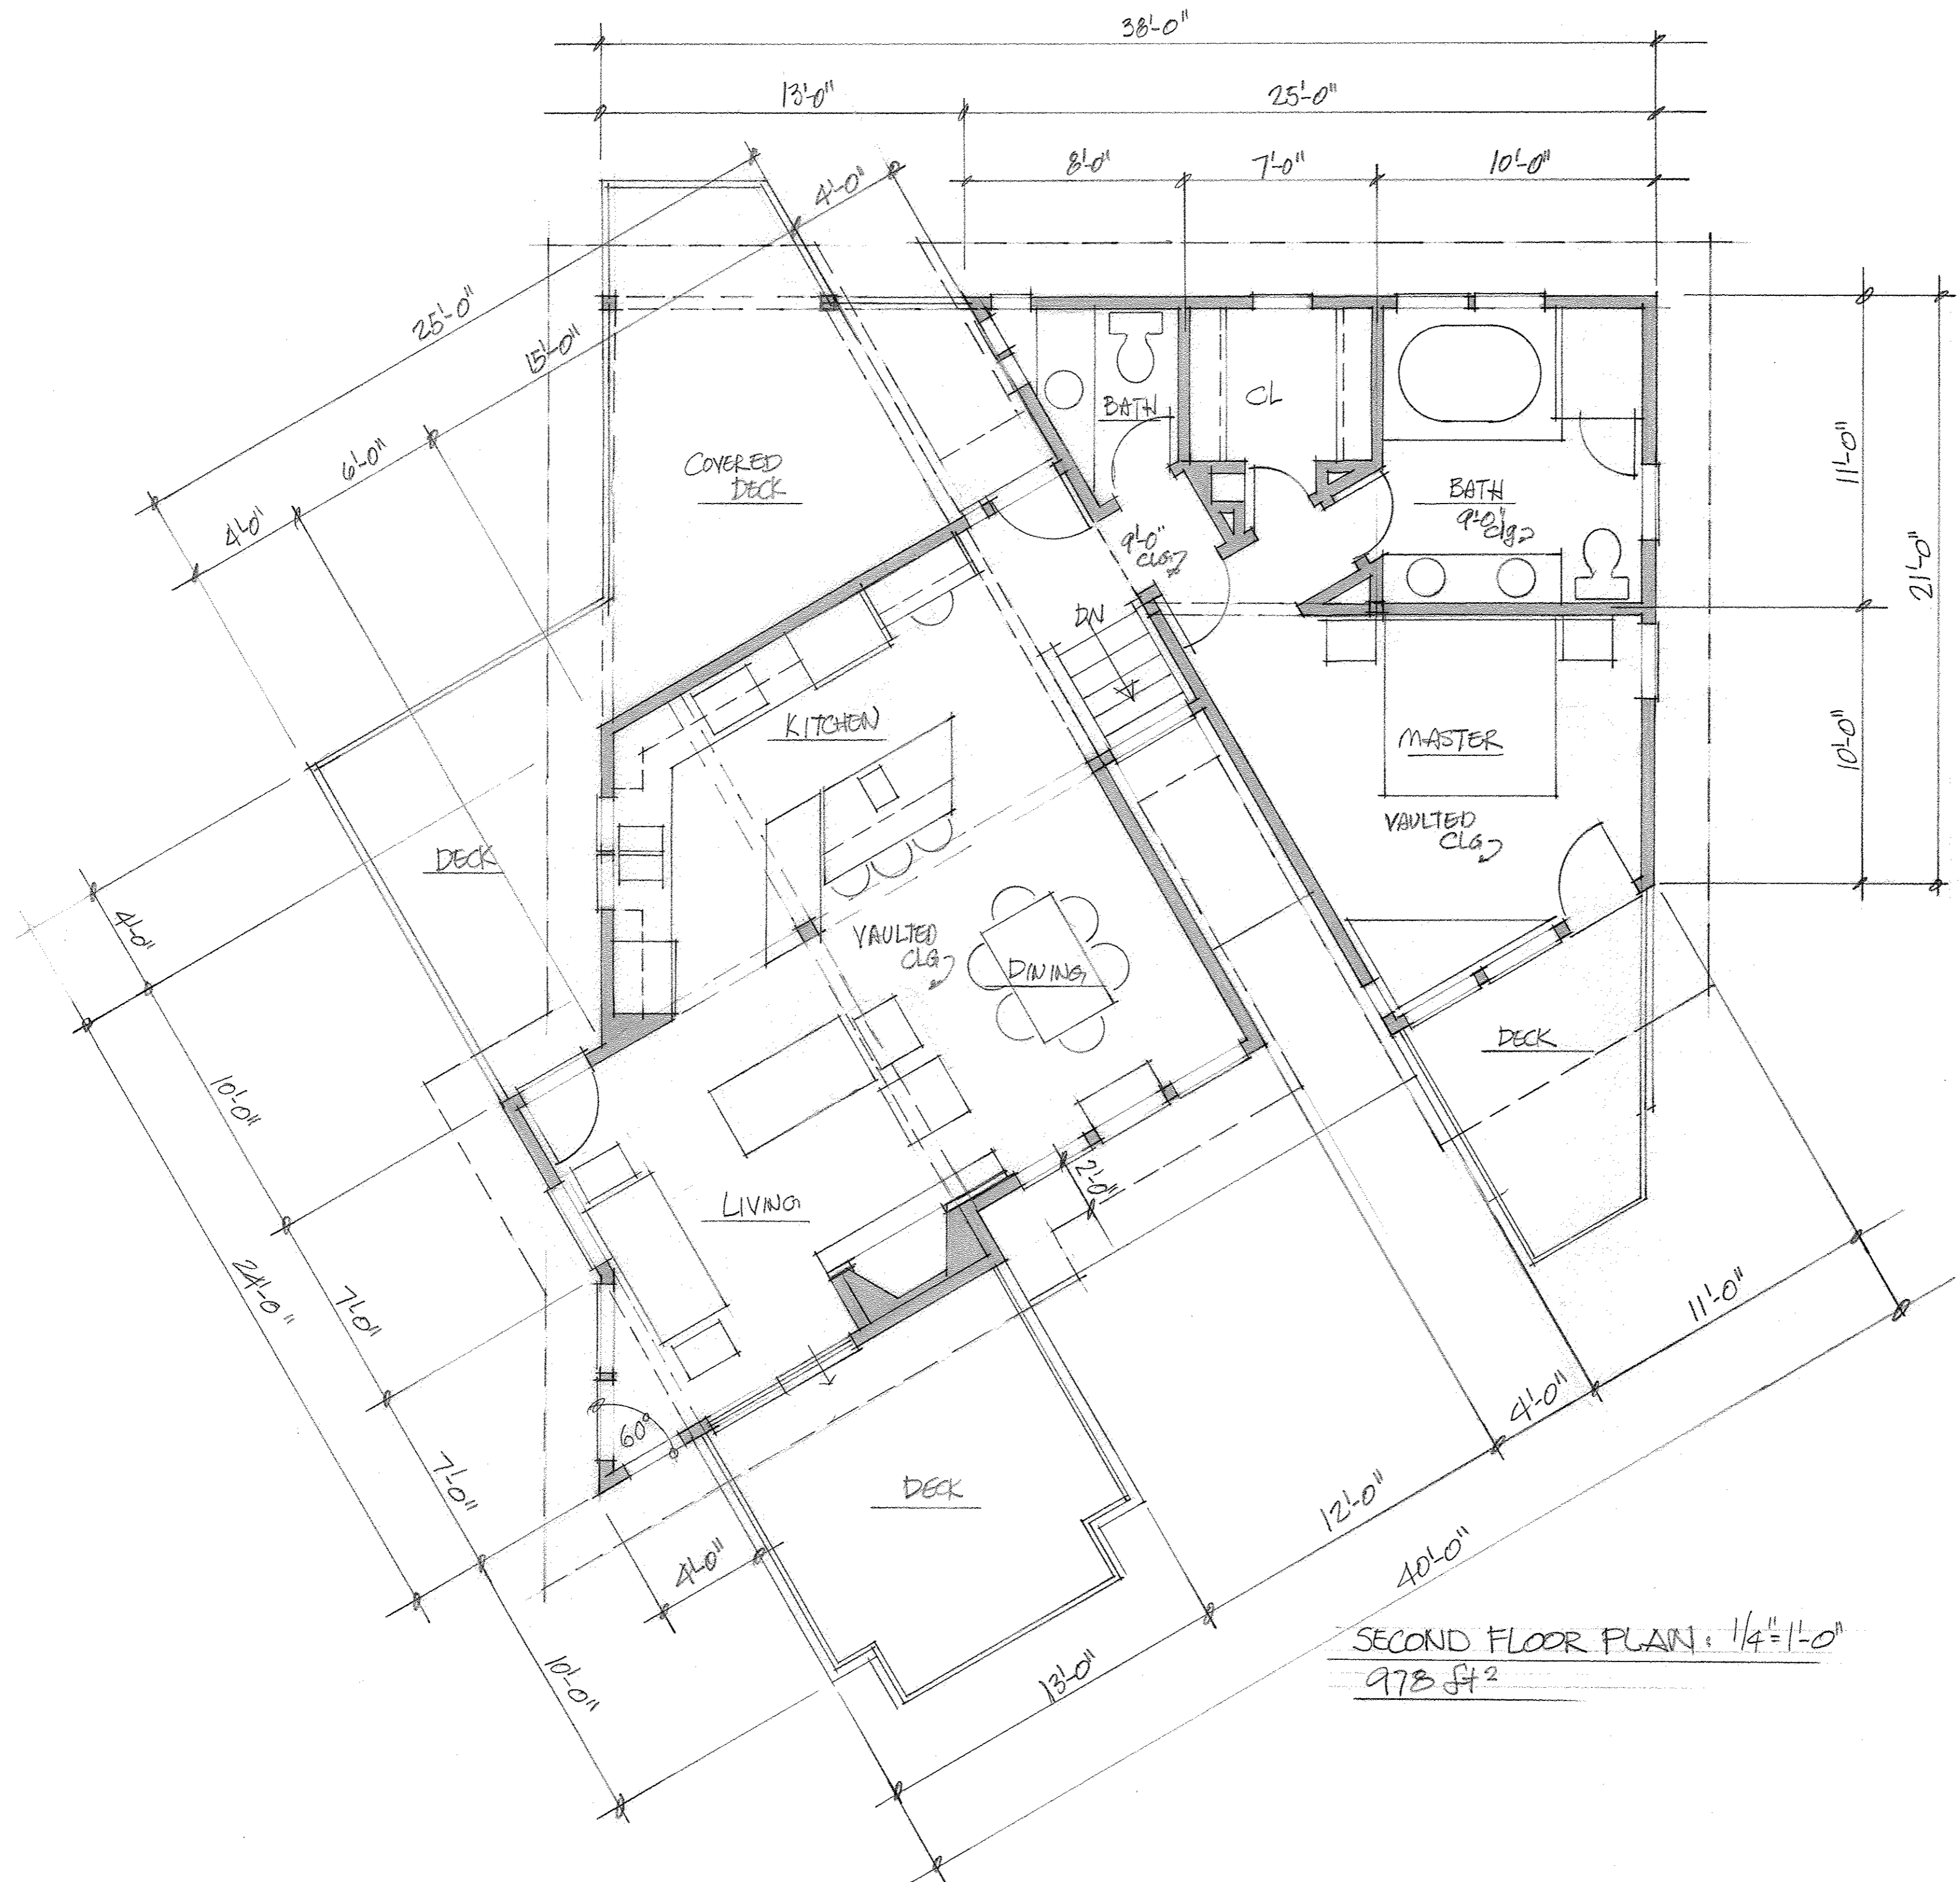 38'-0"
13'-0"
25'-0"
8'-0"
7'-0"
10'-0"
4'-0"
25'-0"
15'-0"
6'-0"
4'-0"
COVERED
DECK
BATH
CL
BATH
9'-0"
clg
9'-0"
CLG
DN
11'-0"
21'-0"
10'-0"
KITCHEN
MASTER
VAULTED
CLG
DECK
VAULTED
CLG
DINING
DECK
4'-0"
10'-0"
2'-0"
LIVING
24'-0"
7'-0"
11'-0"
4'-0"
60°
7'-0"
DECK
12'-0"
4'-0"
40'-0"
10'-0"
13'-0"
SECOND FLOOR PLAN: 1/4"=1'-0"
978 ft²